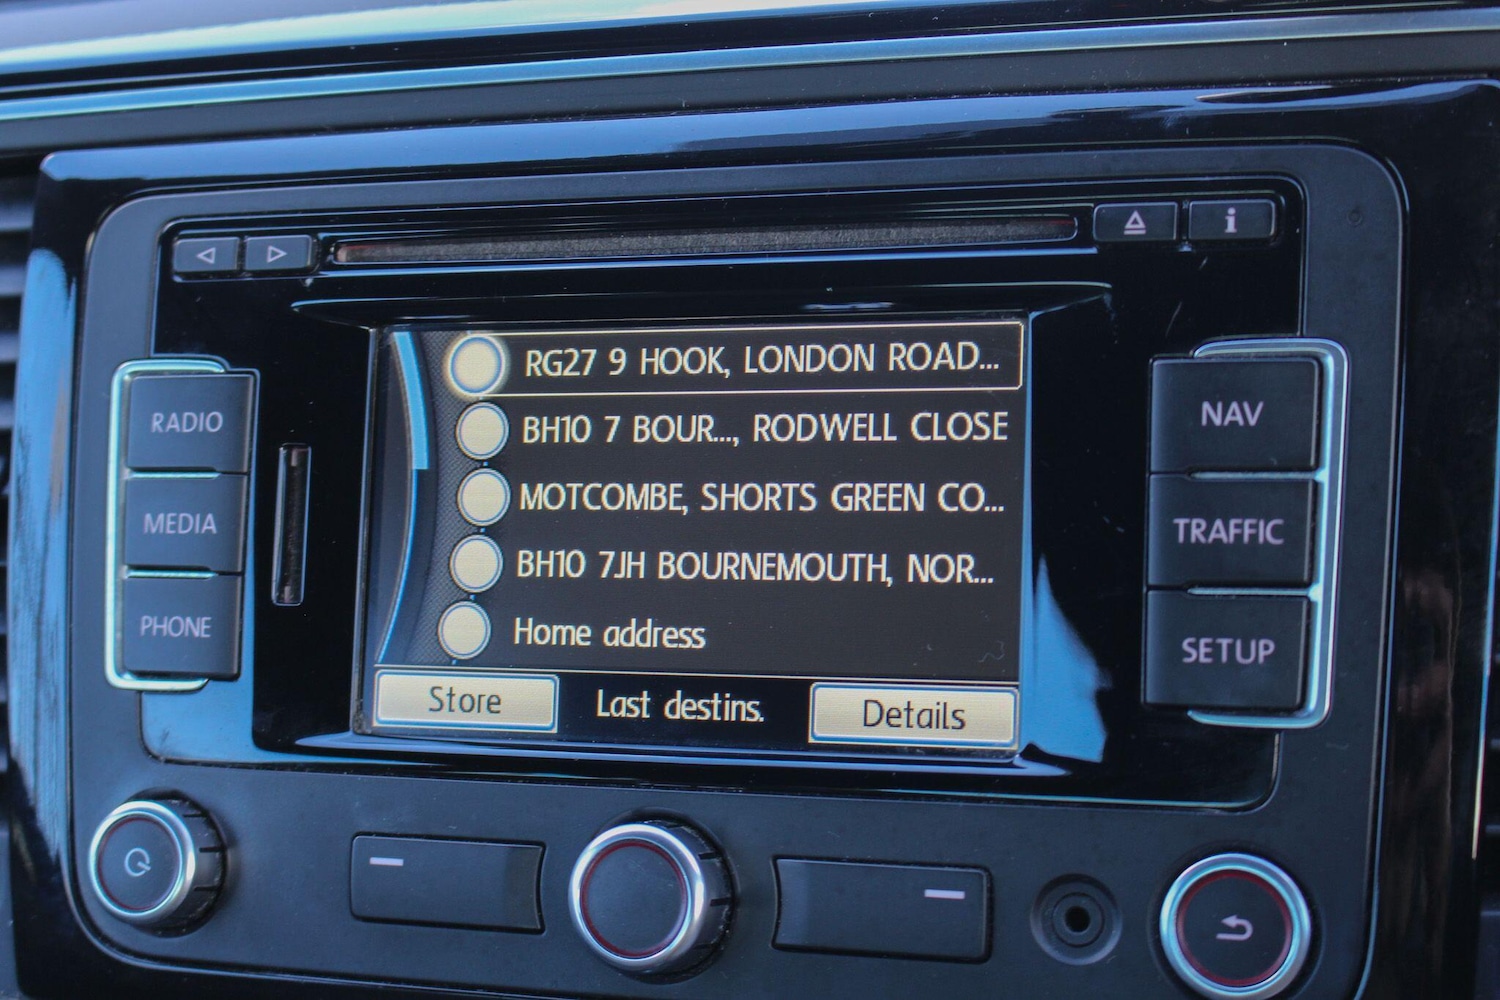 i
RG27 9 HOOK, LONDON ROAD...
BH10 7 BOUR..., RODWELL CLOSE
MOTCOMBE, SHORTS GREEN CO...
BH10 7JH BOURNEMOUTH, NOR...
Home address
Store Last destins. Details
RADIO
MEDIA
PHONE
NAV
TRAFFIC
SETUP